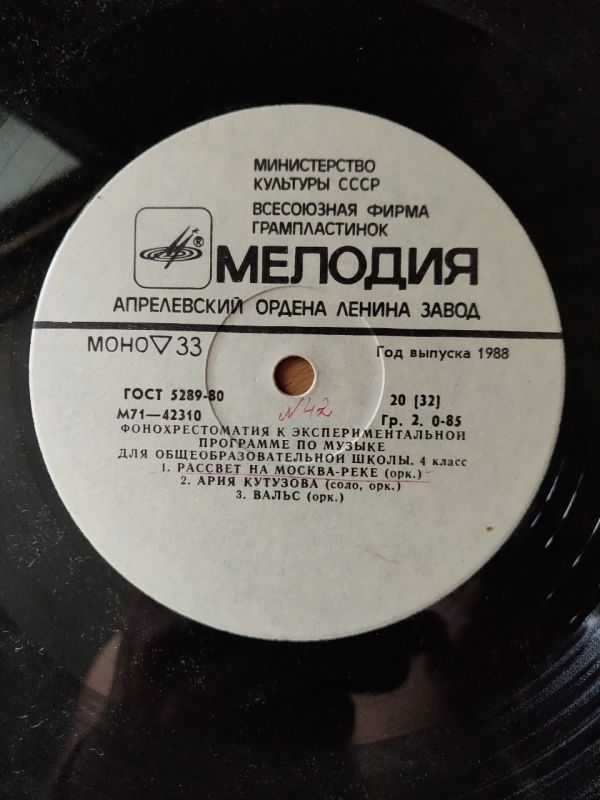 МИНИСТЕРСТВО
КУЛЬТУРЫ СССР
ВСЕСОЮЗНАЯ ФИРМА
ГРАМПЛАСТИНОК
® МЕЛОДИЯ
АПРЕЛЕВСКИЙ ОРДЕНА ЛЕНИНА ЗАВОД
МОНО ▽ 33 Год выпуска 1988
ГОСТ 5289-80 20 (32)
М71—42310 №42 Гр. 2. 0-85
ФОНОХРЕСТОМАТИЯ К ЭКСПЕРИМЕНТАЛЬНОЙ
ПРОГРАММЕ ПО МУЗЫКЕ
ДЛЯ ОБЩЕОБРАЗОВАТЕЛЬНОЙ ШКОЛЫ. 4 класс
1. РАССВЕТ НА МОСКВА-РЕКЕ (орк.)
2. АРИЯ КУТУЗОВА (соло, орк.)
3. ВАЛЬС (орк.)